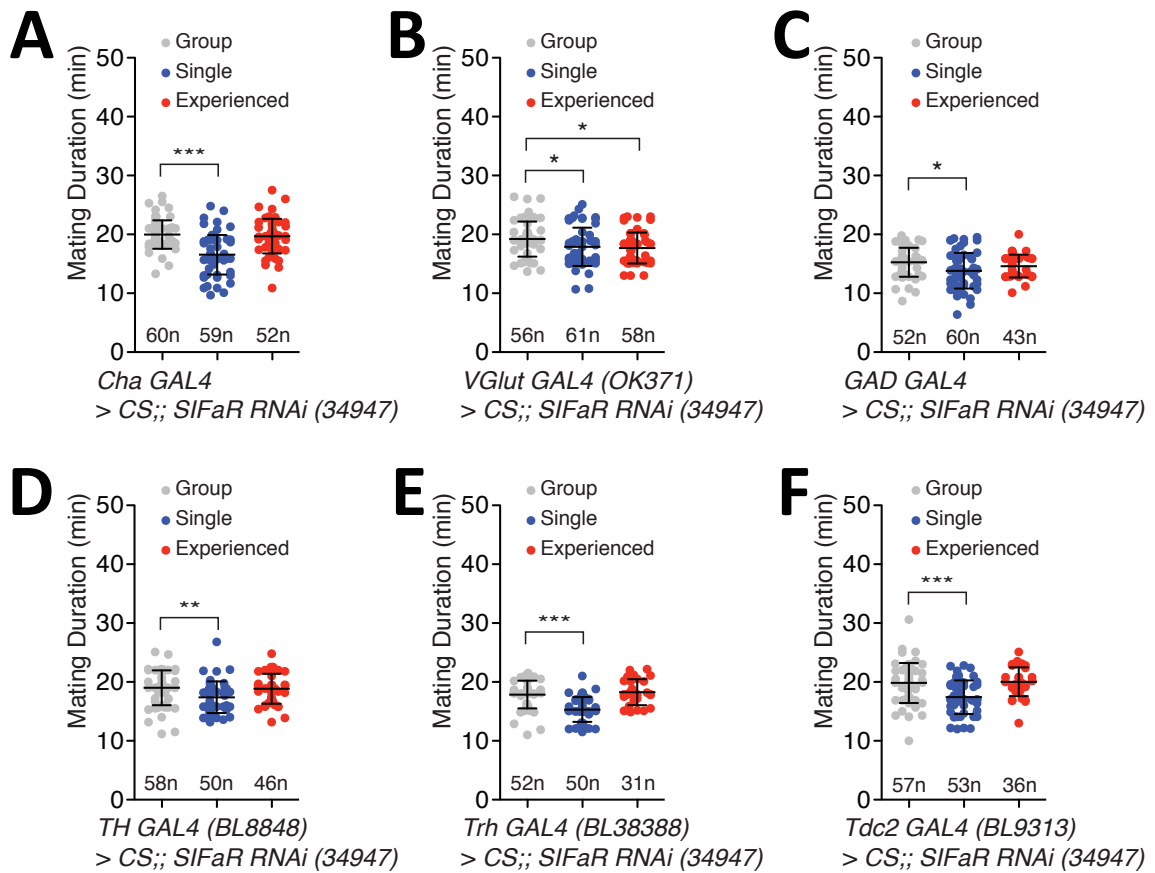 A
Mating Duration (min)
50
40
30
20
10
0
Group
Single
Experienced
***
60n 59n 52n
Cha GAL4
> CS;; SIFaR RNAi (34947)
B
Mating Duration (min)
50
40
30
20
10
0
Group
Single
Experienced
*
*
56n 61n 58n
VGlut GAL4 (OK371)
> CS;; SIFaR RNAi (34947)
C
Mating Duration (min)
50
40
30
20
10
0
Group
Single
Experienced
*
52n 60n 43n
GAD GAL4
> CS;; SIFaR RNAi (34947)
D
Mating Duration (min)
50
40
30
20
10
0
Group
Single
Experienced
**
58n 50n 46n
TH GAL4 (BL8848)
> CS;; SIFaR RNAi (34947)
E
Mating Duration (min)
50
40
30
20
10
0
Group
Single
Experienced
***
52n 50n 31n
Trh GAL4 (BL38388)
> CS;; SIFaR RNAi (34947)
F
Mating Duration (min)
50
40
30
20
10
0
Group
Single
Experienced
***
57n 53n 36n
Tdc2 GAL4 (BL9313)
> CS;; SIFaR RNAi (34947)